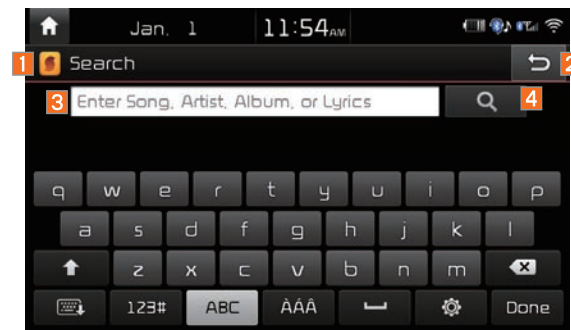 Jan. 1 11:54AM
1 Search 2
3 Enter Song, Artist, Album, or Lyrics 4
q w e r t y u i o p
a s d f g h j k l
z x c v b n m
123# ABC ÀÁÂ Done